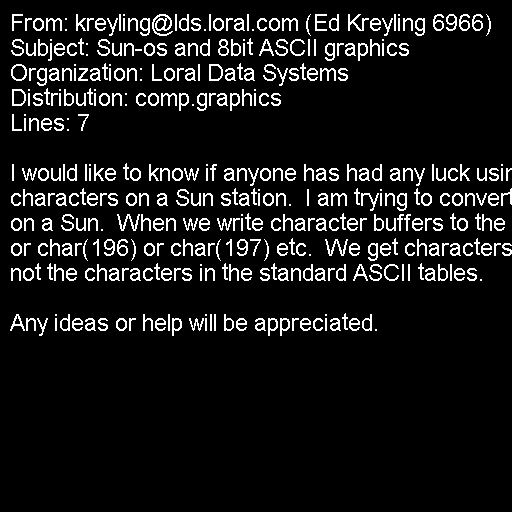 From: kreyling@lds.loral.com (Ed Kreyling 6966)
Subject: Sun-os and 8bit ASCII graphics
Organization: Loral Data Systems
Distribution: comp.graphics
Lines: 7

I would like to know if anyone has had any luck usin
characters on a Sun station.  I am trying to convert
on a Sun.  When we write character buffers to the
or char(196) or char(197) etc.  We get characters
not the characters in the standard ASCII tables.

Any ideas or help will be appreciated.